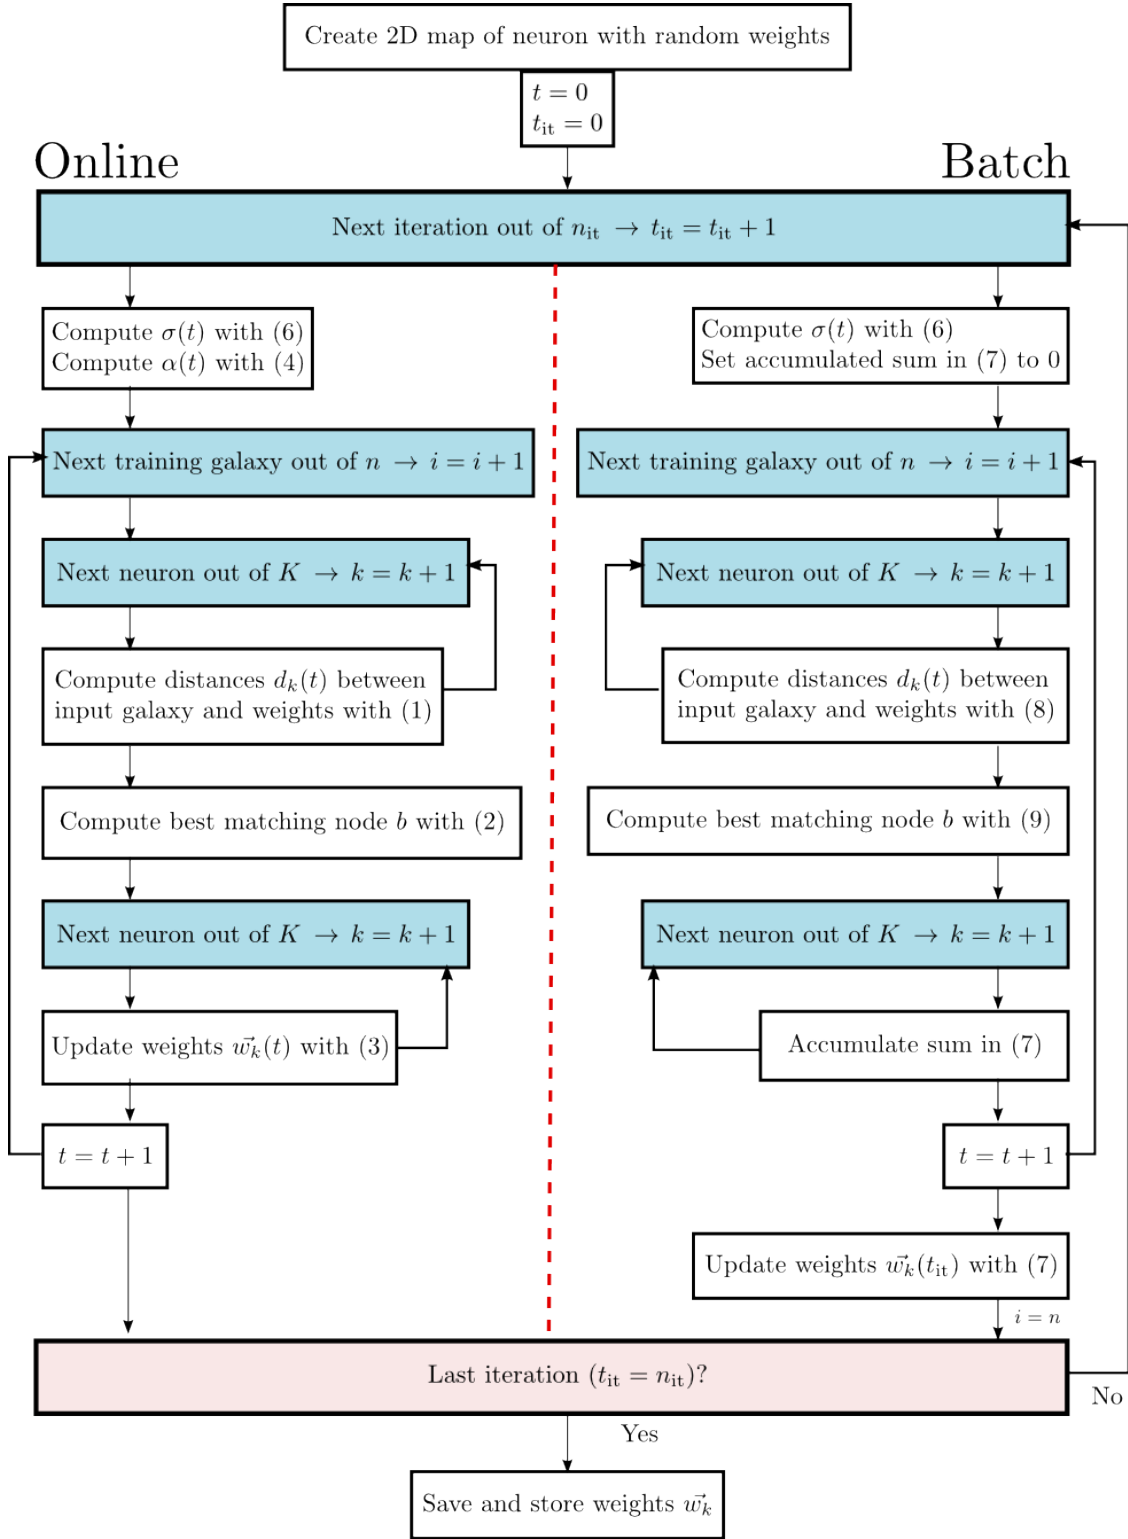 Create 2D map of neuron with random weights
t = 0
t_it = 0
Online
Batch
Next iteration out of n_it → t_it = t_it + 1
Compute σ(t) with (6)
Compute α(t) with (4)
Next training galaxy out of n → i = i + 1
Next neuron out of K → k = k + 1
Compute distances d_k(t) between
input galaxy and weights with (1)
Compute best matching node b with (2)
Next neuron out of K → k = k + 1
Update weights w⃗_k(t) with (3)
t = t + 1
Compute σ(t) with (6)
Set accumulated sum in (7) to 0
Next training galaxy out of n → i = i + 1
Next neuron out of K → k = k + 1
Compute distances d_k(t) between
input galaxy and weights with (8)
Compute best matching node b with (9)
Next neuron out of K → k = k + 1
Accumulate sum in (7)
t = t + 1
Update weights w⃗_k(t_it) with (7)
i = n
Last iteration (t_it = n_it)?
No
Yes
Save and store weights w⃗_k